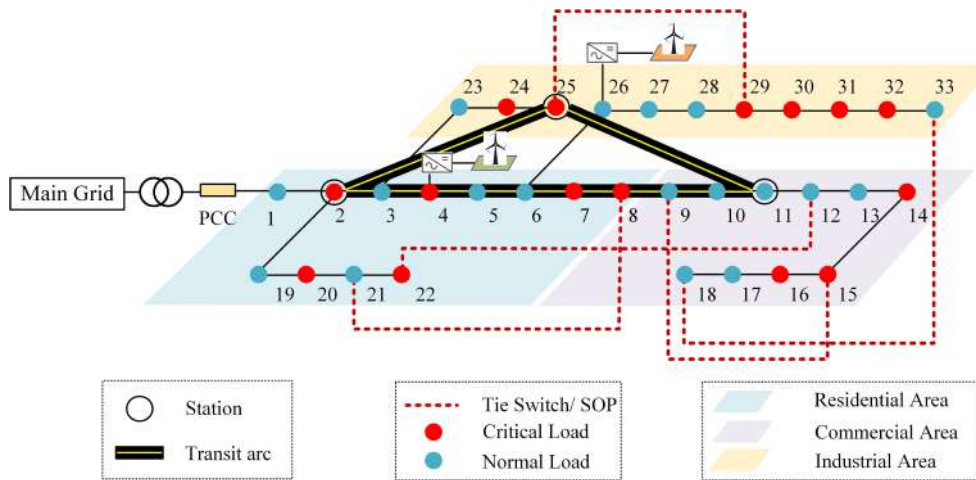 23 24 25 26 27 28 29 30 31 32 33
Main Grid
PCC
1 2 3 4 5 6 7 8 9 10 11 12 13 14
19 20 21 22 18 17 16 15
Station
Transit arc
Tie Switch/ SOP
Critical Load
Normal Load
Residential Area
Commercial Area
Industrial Area